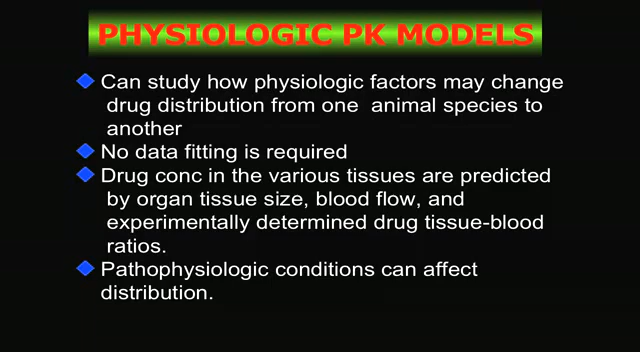 PHYSIOLOGIC PK MODELS
Can study how physiologic factors may change
drug distribution from one animal species to
another
No data fitting is required
Drug conc in the various tissues are predicted
by organ tissue size, blood flow, and
experimentally determined drug tissue-blood
ratios.
Pathophysiologic conditions can affect
distribution.